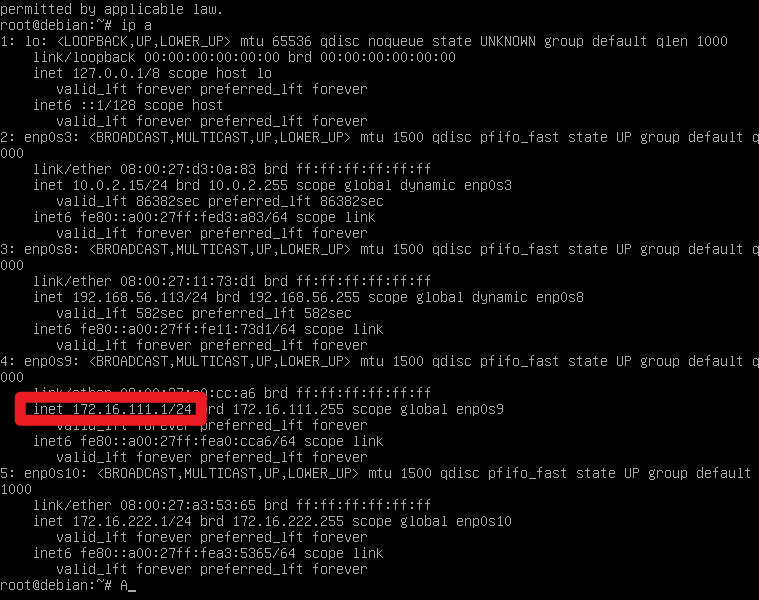 permitted by applicable law.
root@debian:~# ip a
1: lo: <LOOPBACK,UP,LOWER_UP> mtu 65536 qdisc noqueue state UNKNOWN group default qlen 1000
link/loopback 00:00:00:00:00:00 brd 00:00:00:00:00:00
inet 127.0.0.1/8 scope host lo
valid_lft forever preferred_lft forever
inet6 ::1/128 scope host
valid_lft forever preferred_lft forever
2: enp0s3: <BROADCAST,MULTICAST,UP,LOWER_UP> mtu 1500 qdisc pfifo_fast state UP group default q
000
link/ether 08:00:27:d3:0a:83 brd ff:ff:ff:ff:ff:ff
inet 10.0.2.15/24 brd 10.0.2.255 scope global dynamic enp0s3
valid_lft 86382sec preferred_lft 86382sec
inet6 fe80::a00:27ff:fed3:a83/64 scope link
valid_lft forever preferred_lft forever
3: enp0s8: <BROADCAST,MULTICAST,UP,LOWER_UP> mtu 1500 qdisc pfifo_fast state UP group default q
000
link/ether 08:00:27:11:73:d1 brd ff:ff:ff:ff:ff:ff
inet 192.168.56.113/24 brd 192.168.56.255 scope global dynamic enp0s8
valid_lft 582sec preferred_lft 582sec
inet6 fe80::a00:27ff:fe11:73d1/64 scope link
valid_lft forever preferred_lft forever
4: enp0s9: <BROADCAST,MULTICAST,UP,LOWER_UP> mtu 1500 qdisc pfifo_fast state UP group default q
000
link/ether 08:00:27:a0:cc:a6 brd ff:ff:ff:ff:ff:ff
inet 172.16.111.1/24 brd 172.16.111.255 scope global enp0s9
valid_lft forever preferred_lft forever
inet6 fe80::a00:27ff:fea0:cca6/64 scope link
valid_lft forever preferred_lft forever
5: enp0s10: <BROADCAST,MULTICAST,UP,LOWER_UP> mtu 1500 qdisc pfifo_fast state UP group default
1000
link/ether 08:00:27:a3:53:65 brd ff:ff:ff:ff:ff:ff
inet 172.16.222.1/24 brd 172.16.222.255 scope global enp0s10
valid_lft forever preferred_lft forever
inet6 fe80::a00:27ff:fea3:5365/64 scope link
valid_lft forever preferred_lft forever
root@debian:~# A_